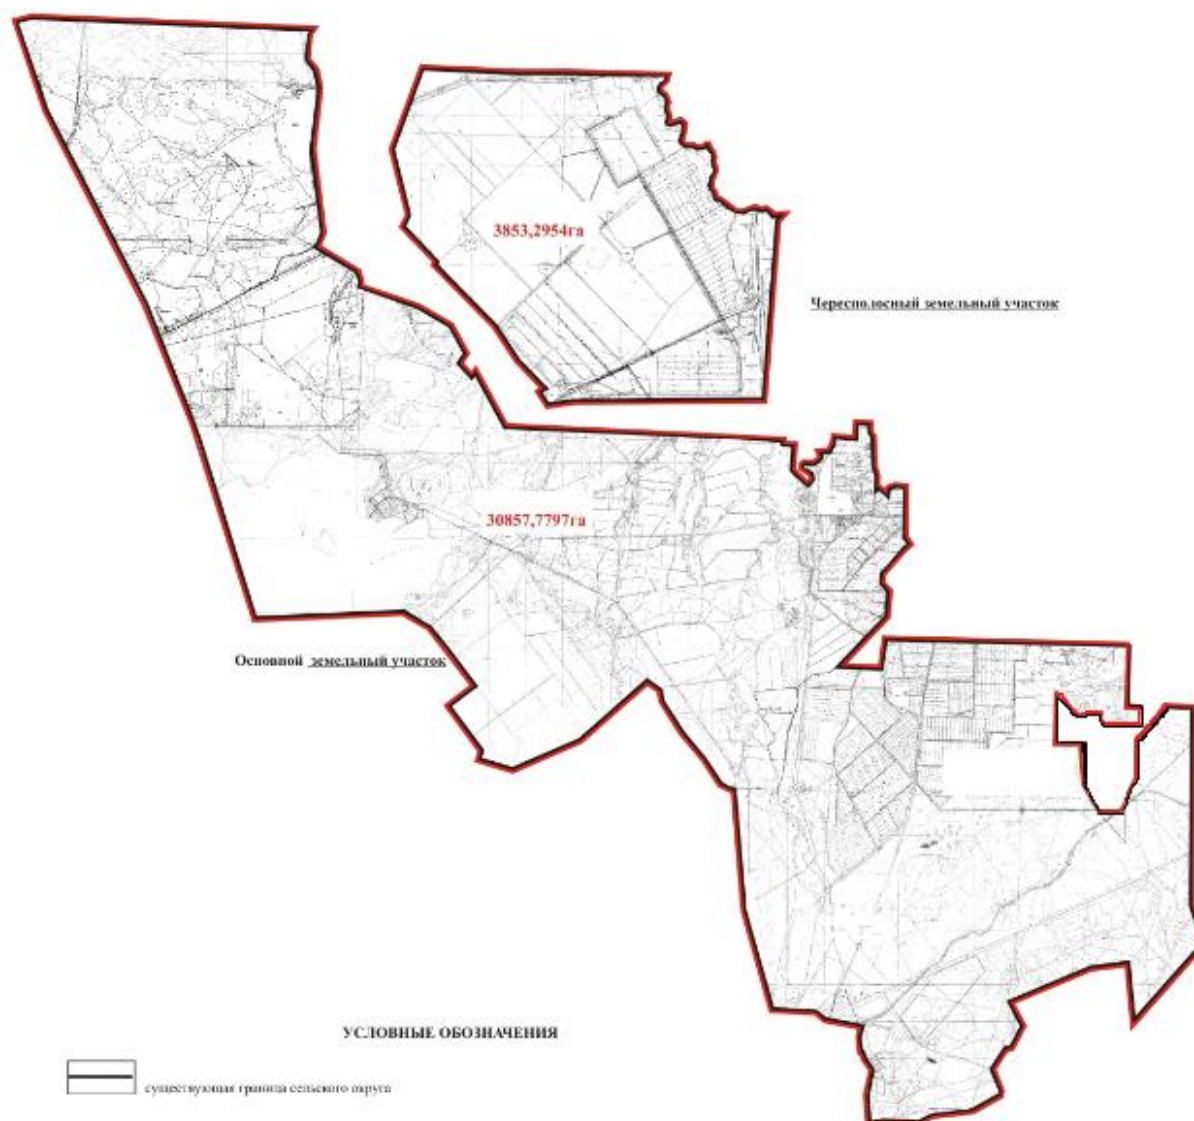 3853,2954га
Чересполосный земельный участок
30857,7797га
Основной земельный участок
УСЛОВНЫЕ ОБОЗНАЧЕНИЯ
существующая граница сельского округа